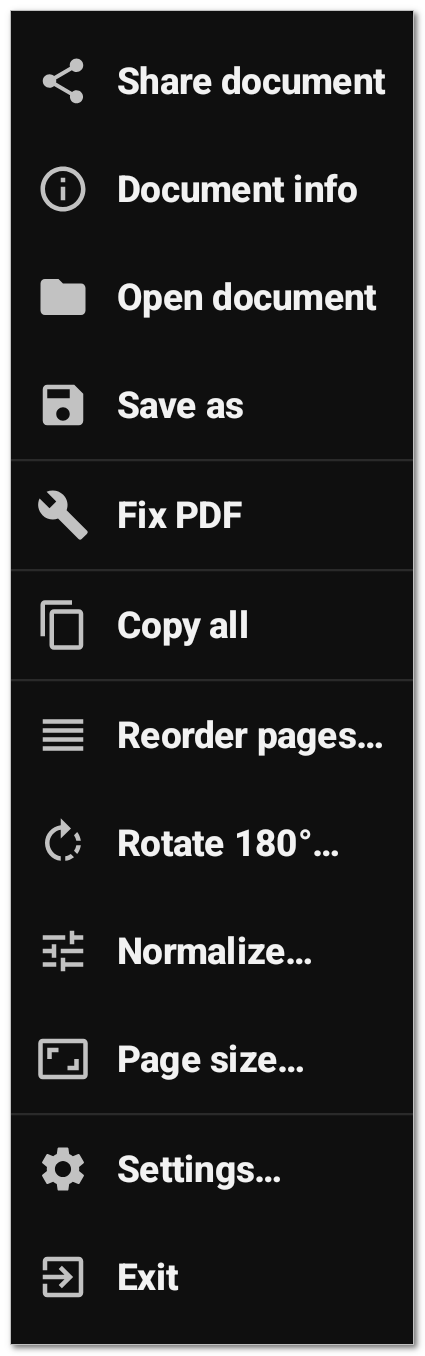 Share document
Document info
Open document
Save as
Fix PDF
Copy all
Reorder pages...
Rotate 180°...
Normalize...
Page size...
Settings...
Exit